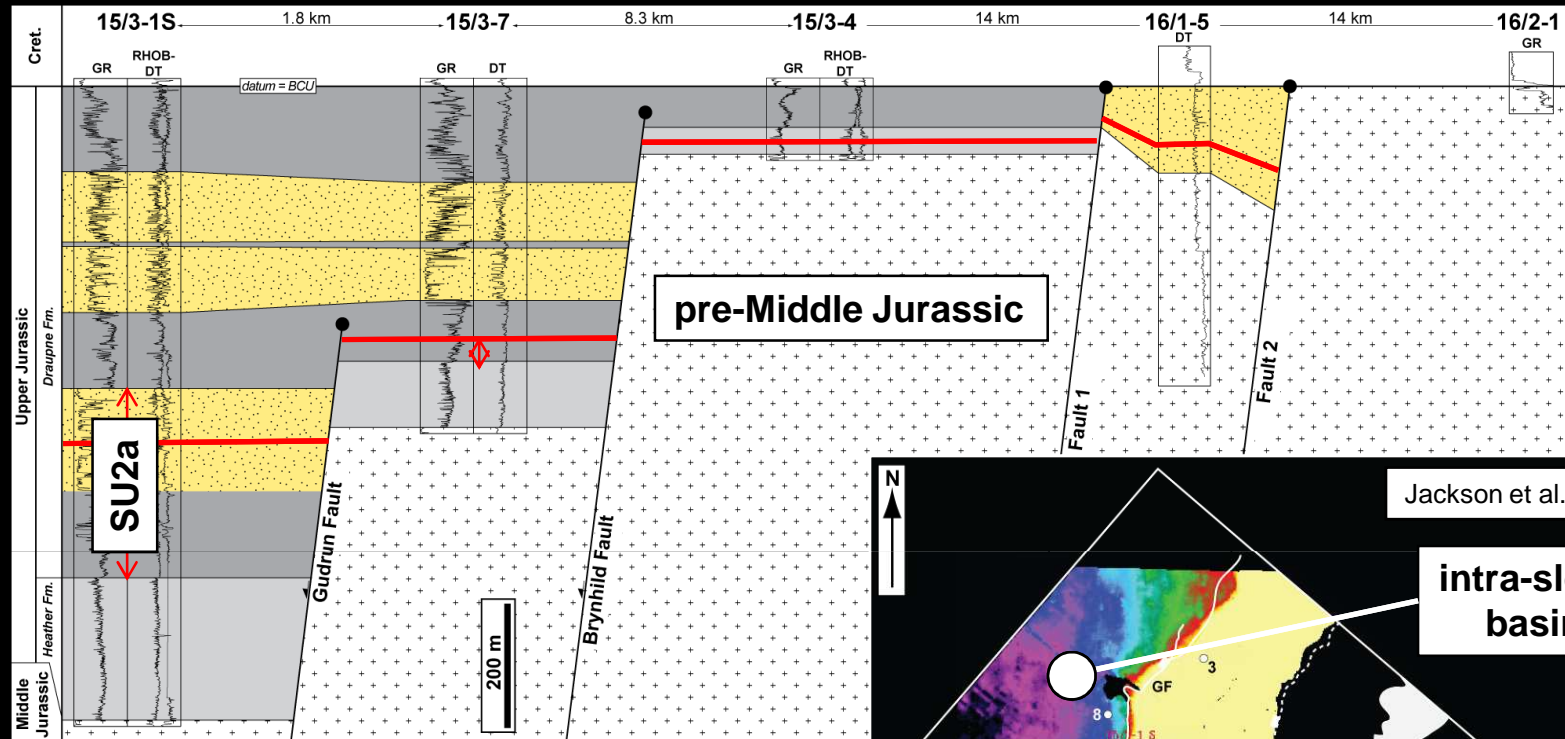 15/3-1S 1.8 km 15/3-7 8.3 km 15/3-4 14 km 16/1-5 14 km 16/2-1
Cret.
GR RHOB-DT
GR DT
GR RHOB-DT
DT
GR
datum = BCU
Upper Jurassic
Draupne Fm.
Heather Fm.
Middle Jurassic
SU2a
pre-Middle Jurassic
Gudrun Fault
Brynhild Fault
Fault 1
Fault 2
200 m
N
Jackson et al.
intra-sl
basi
3
GF
8